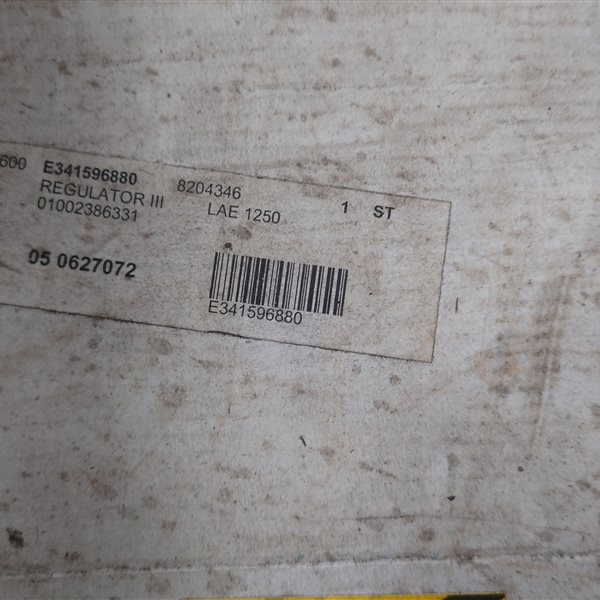 600 E341596880 8204346 1 ST
REGULATOR III LAE 1250
01002386331
05 0627072
E341596880